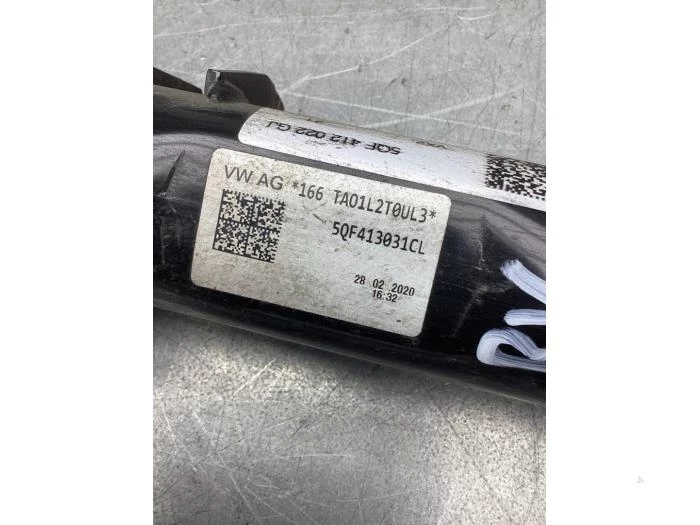 5QF 412 022 GJ
VW AG *166 TA01L2T0UL3*
5QF413031CL
28 02 2020
16:32